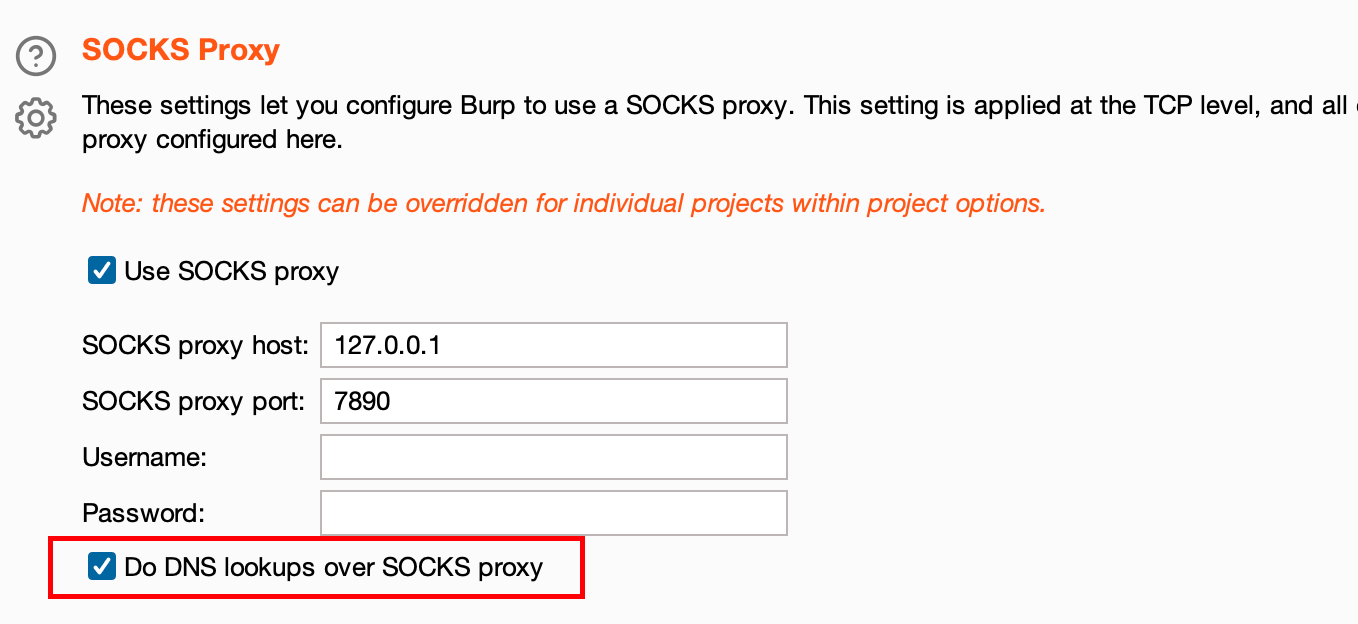 SOCKS Proxy
These settings let you configure Burp to use a SOCKS proxy. This setting is applied at the TCP level, and all
proxy configured here.
Note: these settings can be overridden for individual projects within project options.
Use SOCKS proxy
SOCKS proxy host: 127.0.0.1
SOCKS proxy port: 7890
Username:
Password:
Do DNS lookups over SOCKS proxy